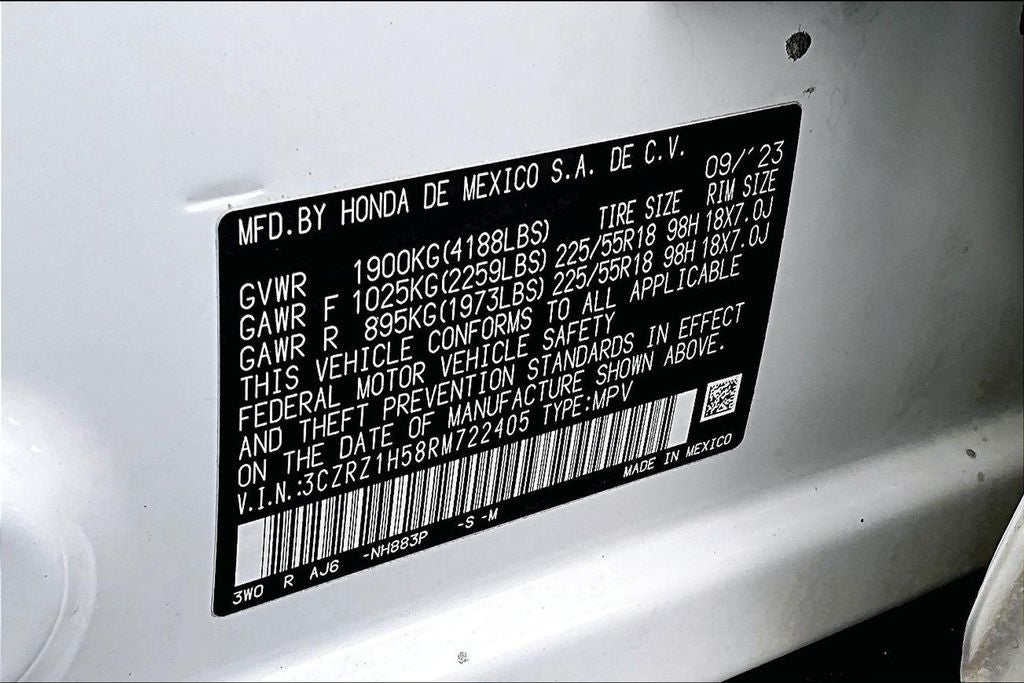 MFD.BY HONDA DE MEXICO S.A. DE C.V.
09/'23
TIRE SIZE RIM SIZE
GVWR 1900KG(4188LBS)
GAWR F 1025KG(2259LBS) 225/55R18 98H 18X7.0J
GAWR R 895KG(1973LBS) 225/55R18 98H 18X7.0J
THIS VEHICLE CONFORMS TO ALL APPLICABLE
FEDERAL MOTOR VEHICLE SAFETY
AND THEFT PREVENTION STANDARDS IN EFFECT
ON THE DATE OF MANUFACTURE SHOWN ABOVE.
V.I.N.:3CZRZ1H58RM722405 TYPE:MPV
MADE IN MEXICO
3W0 R AJ6 -NH883P -S -M